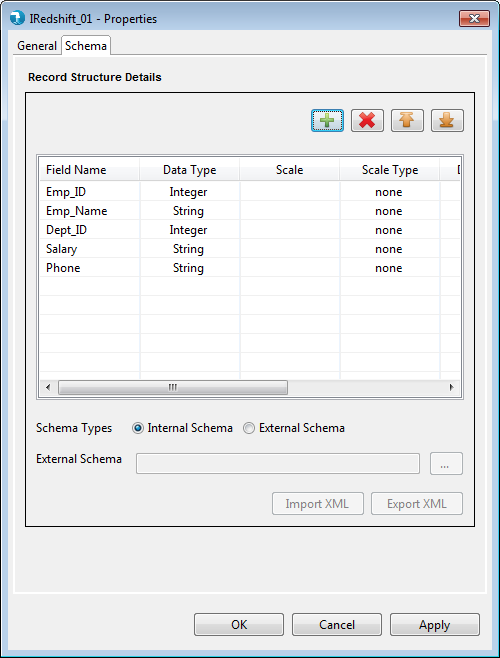 IRedshift_01 - Properties
General Schema
Record Structure Details
Field Name Data Type Scale Scale Type
Emp_ID Integer none
Emp_Name String none
Dept_ID Integer none
Salary String none
Phone String none
Schema Types Internal Schema External Schema
External Schema ...
Import XML Export XML
OK Cancel Apply